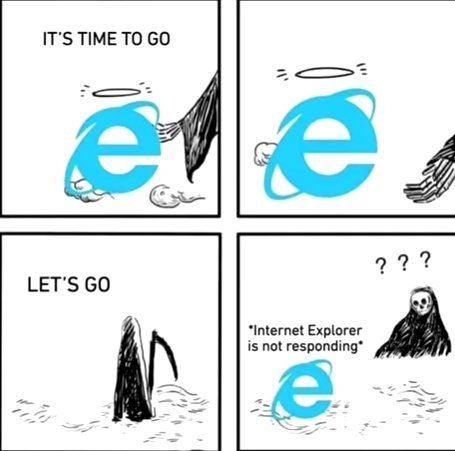 IT'S TIME TO GO
LET'S GO
? ? ?
*Internet Explorer
is not responding*